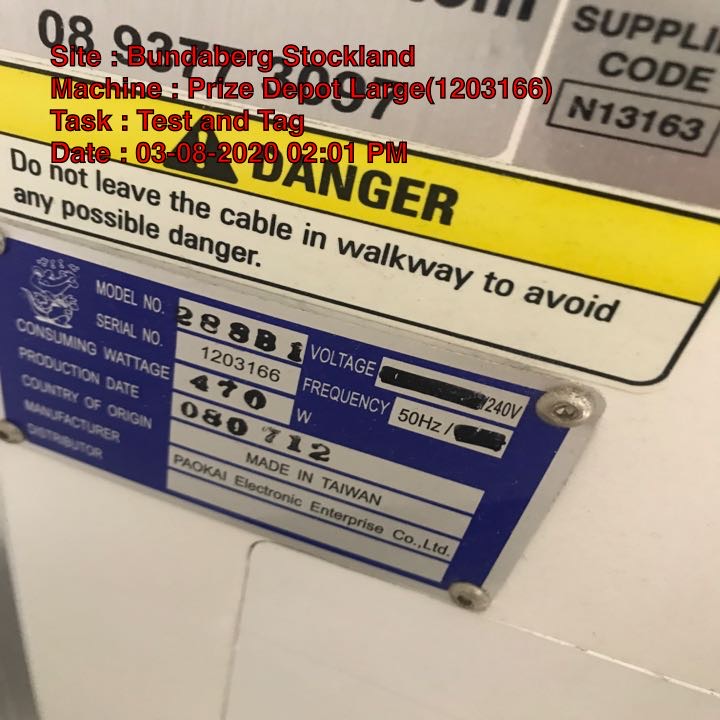 SUPPLI
CODE
N13163
08 9377 3097
Site : Bundaberg Stockland
Machine : Prize Depot Large(1203166)
Task : Test and Tag
Date : 03-08-2020 02:01 PM
DANGER
Do not leave the cable in walkway to avoid
any possible danger.
MODEL NO. 288B1 VOLTAGE /240V
SERIAL NO. 1203166 FREQUENCY 50Hz/
CONSUMING WATTAGE 470 W
PRODUCTION DATE 080712
COUNTRY OF ORIGIN MADE IN TAIWAN
MANUFACTURER PAOKAI Electronic Enterprise Co.,Ltd.
DISTRIBUTOR